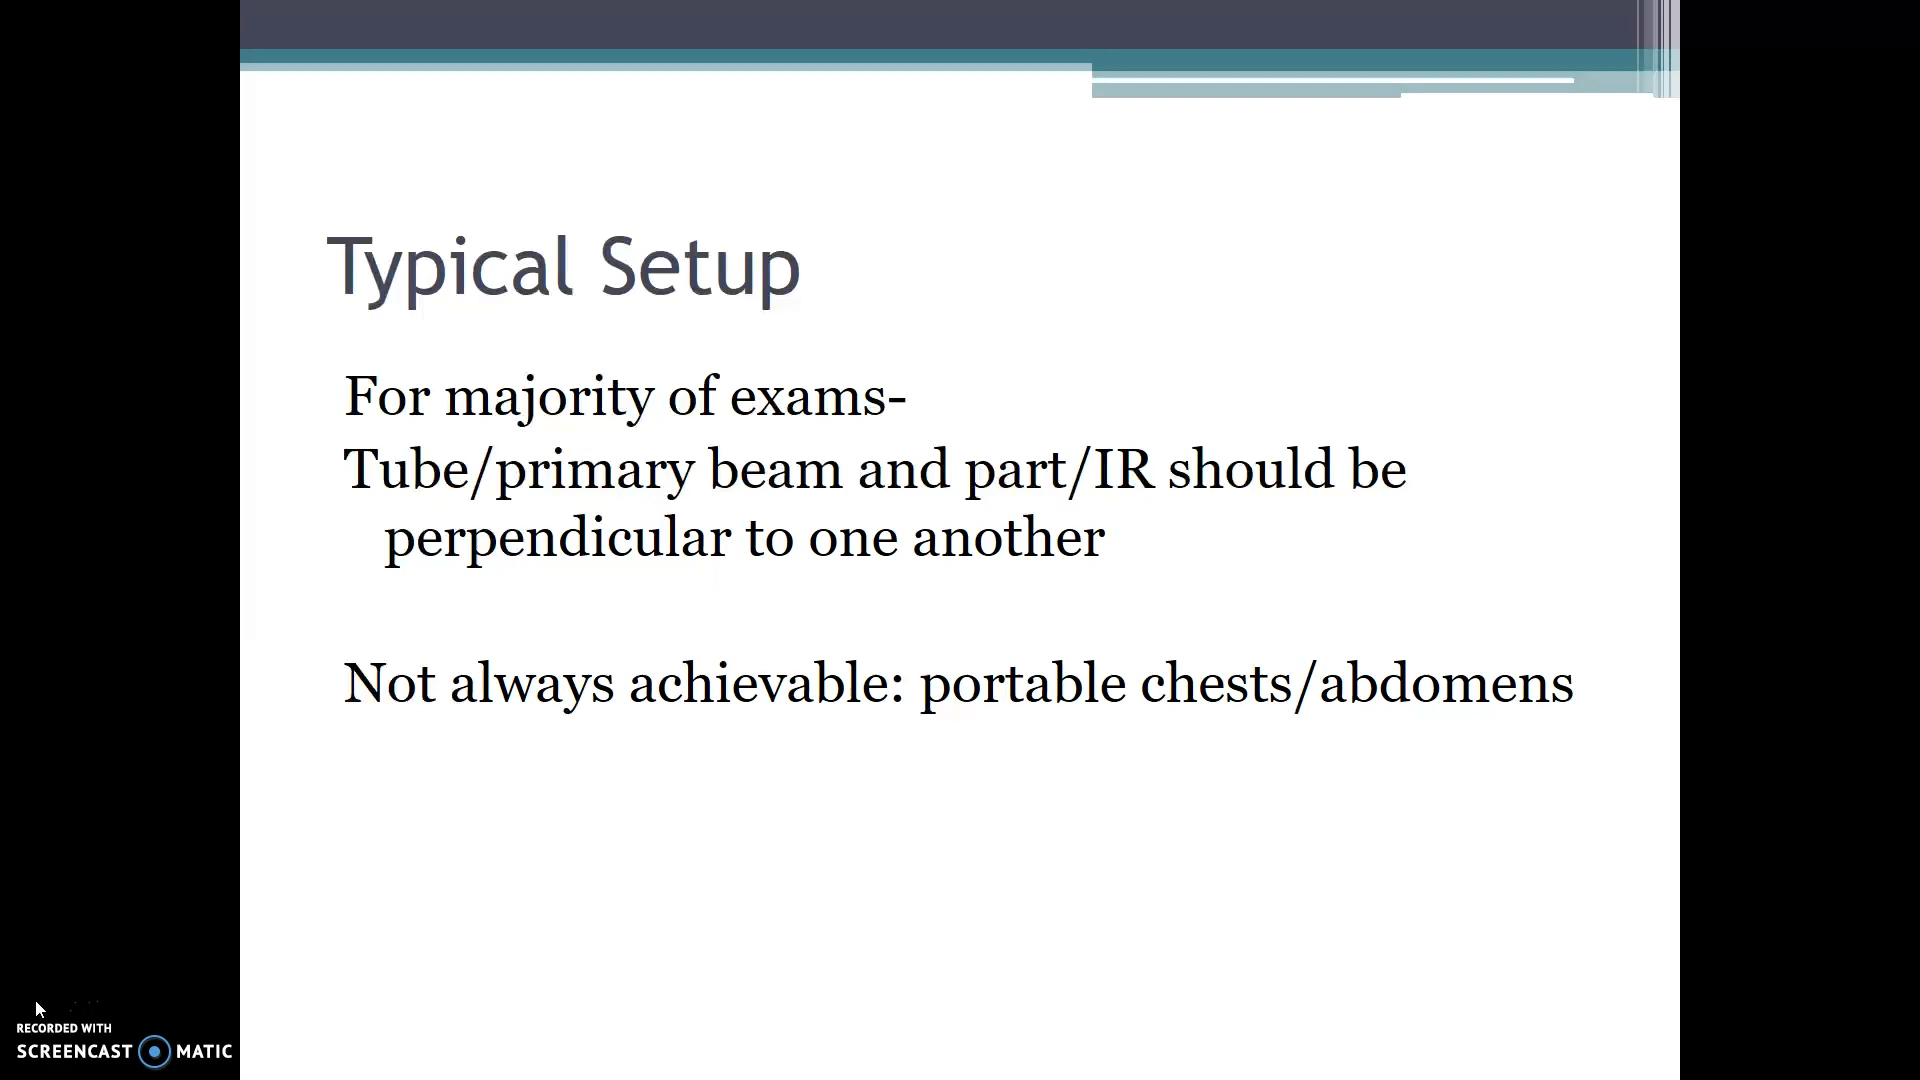 Typical Setup
For majority of exams-
Tube/primary beam and part/IR should be
perpendicular to one another
Not always achievable: portable chests/abdomens
RECORDED WITH
SCREENCAST MATIC